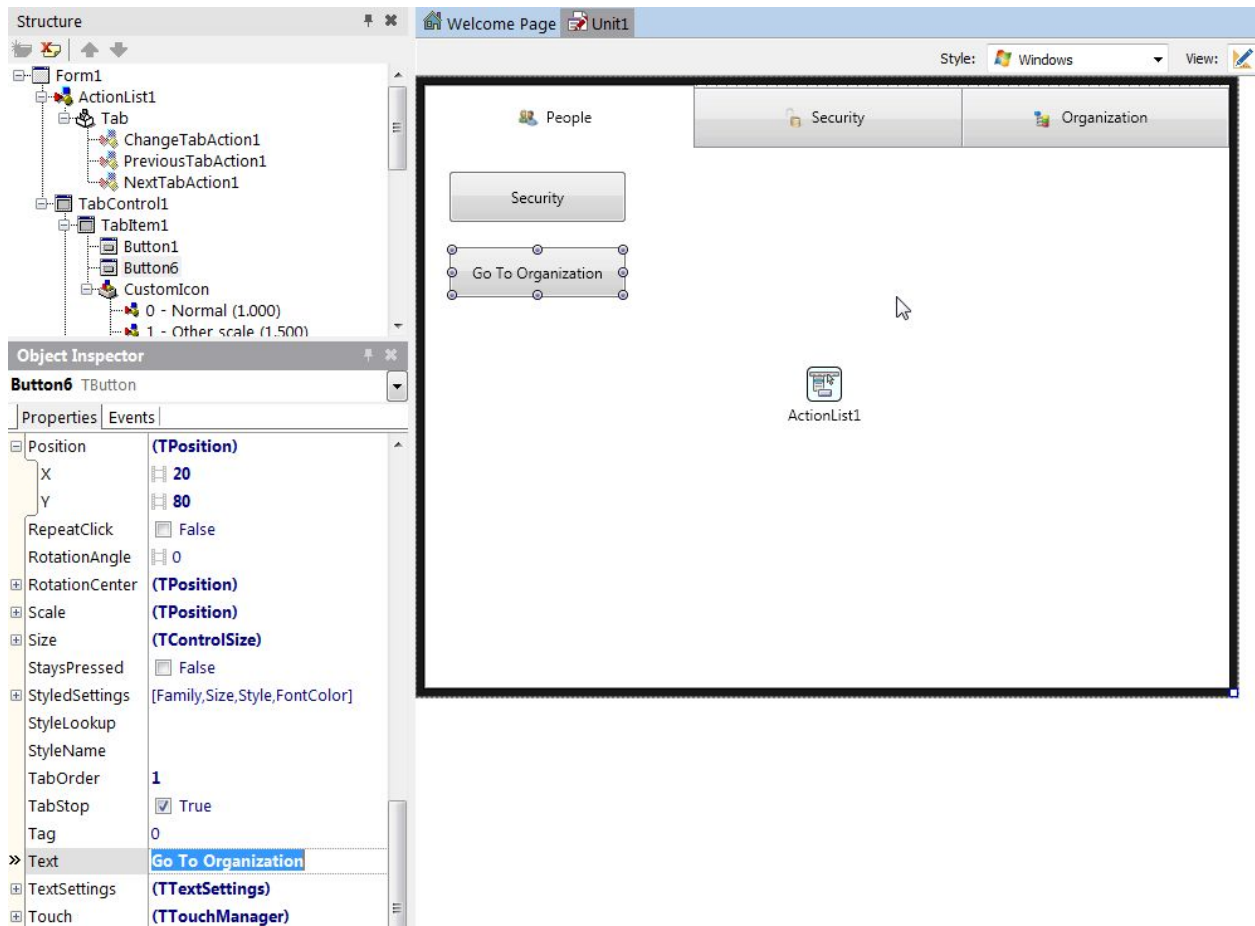 Structure
Form1
ActionList1
Tab
ChangeTabAction1
PreviousTabAction1
NextTabAction1
TabControl1
TabItem1
Button1
Button6
CustomIcon
0 - Normal (1.000)
1 - Other scale (1.500)
Object Inspector
Button6 TButton
Properties Events
Position (TPosition)
X 20
Y 80
RepeatClick False
RotationAngle 0
RotationCenter (TPosition)
Scale (TPosition)
Size (TControlSize)
StaysPressed False
StyledSettings [Family,Size,Style,FontColor]
StyleLookup
StyleName
TabOrder 1
TabStop True
Tag 0
» Text Go To Organization
TextSettings (TTextSettings)
Touch (TTouchManager)
Welcome Page Unit1
Style: Windows View:
People Security Organization
Security
Go To Organization
ActionList1